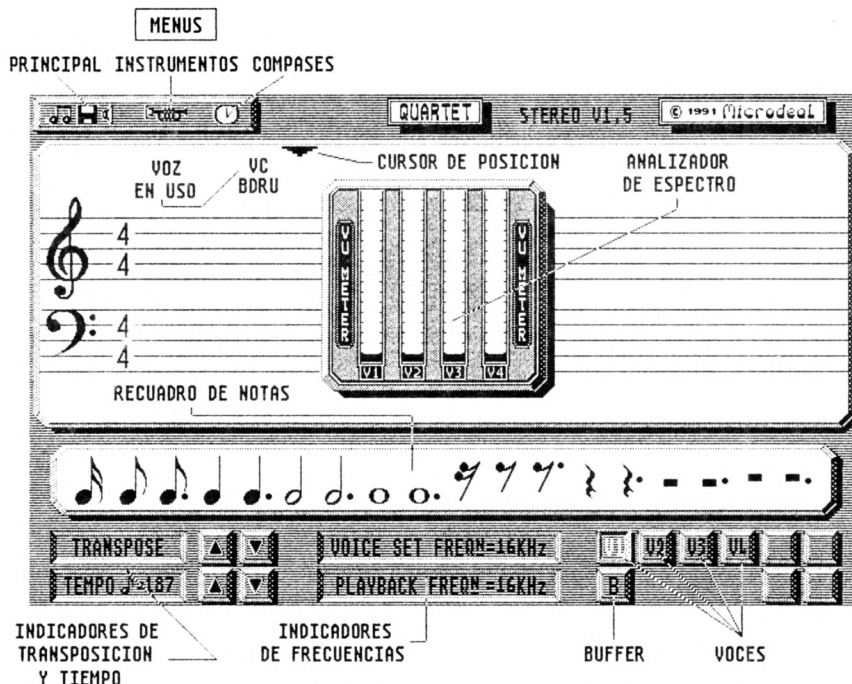 MENUS
PRINCIPAL INSTRUMENTOS COMPASES
QUARTET STEREO V1,5 © 1991 Microdeal
VOZ
EN USO
VC
BDRU
CURSOR DE POSICION
ANALIZADOR
DE ESPECTRO
4
4
4
4
VU METER
VU METER
V1 V2 V3 V4
RECUADRO DE NOTAS
TRANSPOSE VOICE SET FREQN=16KHz V1 V2 V3 V4
TEMPO =187 PLAYBACK FREQN=16KHz B
INDICADORES DE
TRANSPOSICION
Y TIEMPO
INDICADORES
DE FRECUENCIAS
BUFFER
VOCES